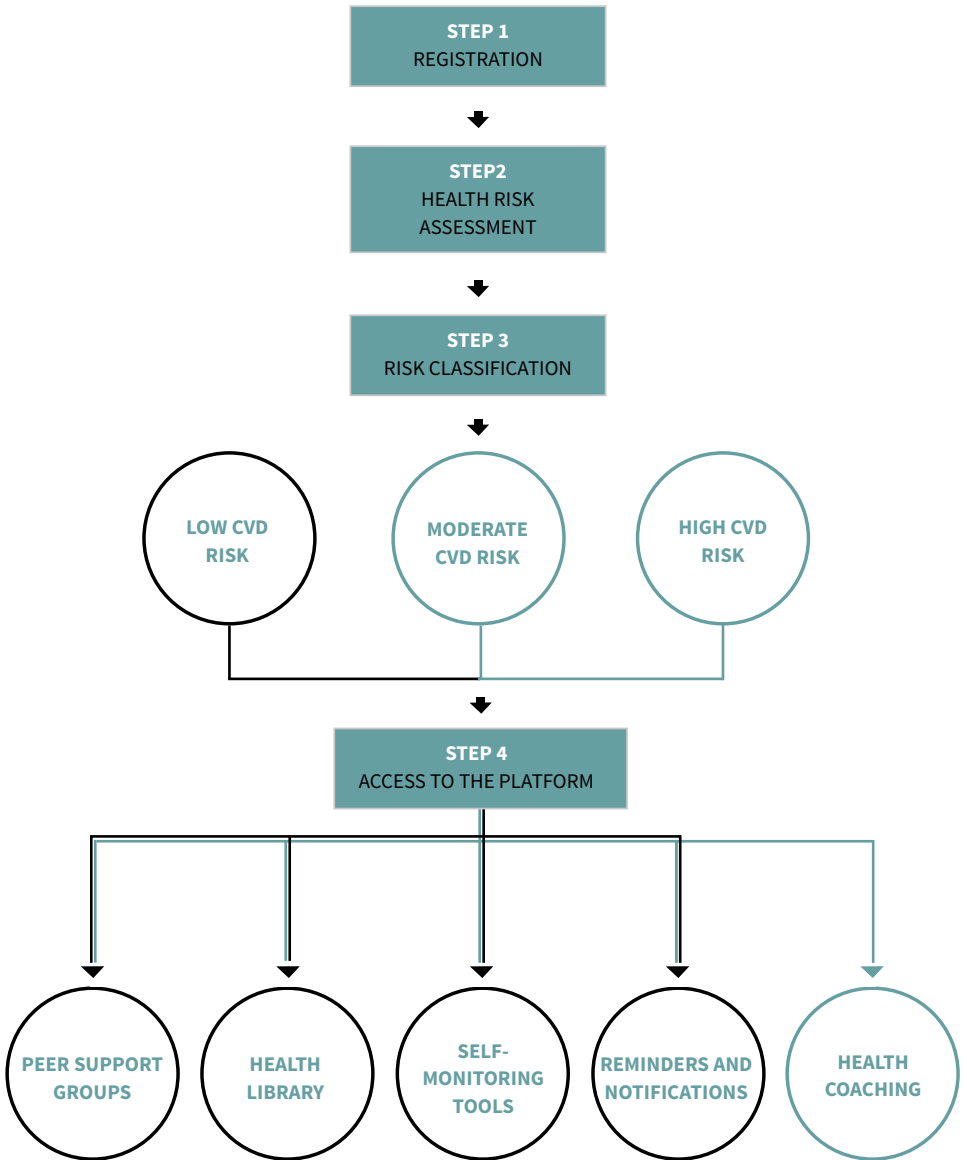 STEP 1
REGISTRATION
STEP2
HEALTH RISK
ASSESSMENT
STEP 3
RISK CLASSIFICATION
LOW CVD
RISK
MODERATE
CVD RISK
HIGH CVD
RISK
STEP 4
ACCESS TO THE PLATFORM
PEER SUPPORT
GROUPS
HEALTH
LIBRARY
SELF-
MONITORING
TOOLS
REMINDERS AND
NOTIFICATIONS
HEALTH
COACHING